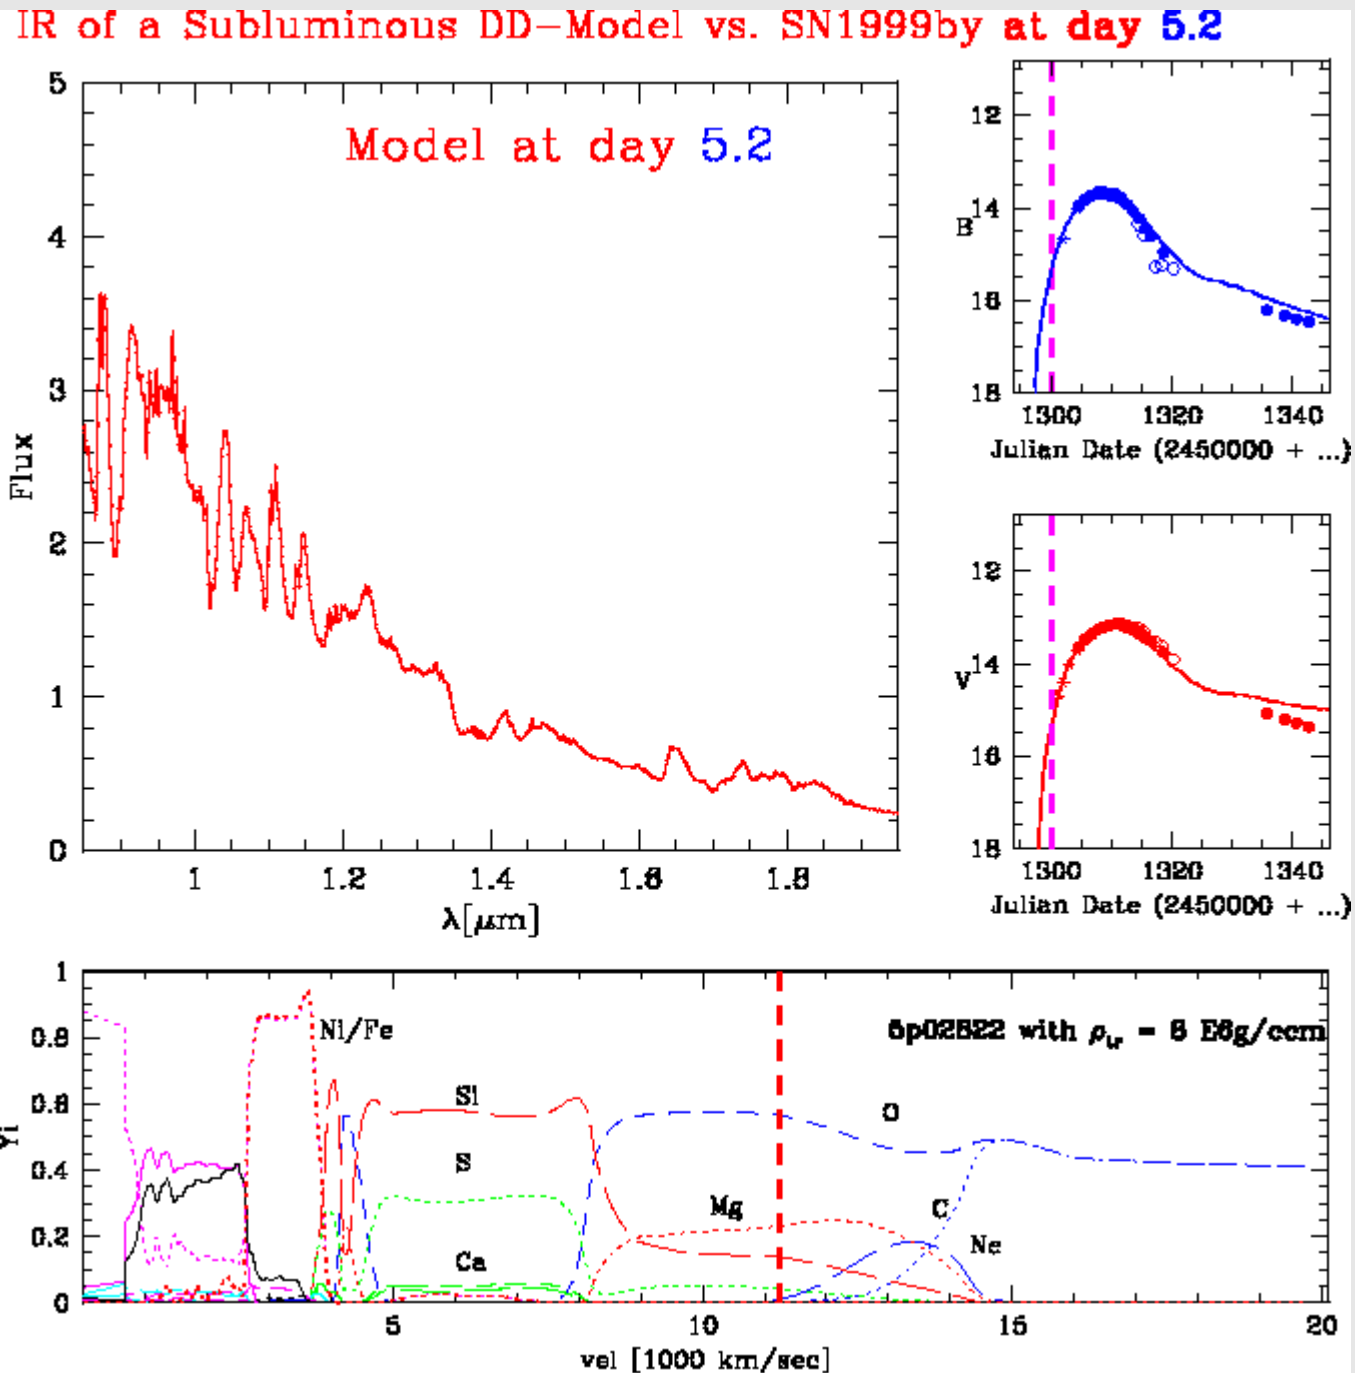 IR of a Subluminous DD-Model vs. SN1999by at day 5.2
Model at day 5.2
5
4
3
2
1
0
Flux
1
1.2
1.4
1.6
1.8
λ[μm]
12
14
16
18
B
1300
1320
1340
Julian Date (2450000 + ...)
12
14
16
18
V
1300
1320
1340
Julian Date (2450000 + ...)
1
0.8
0.6
0.4
0.2
0
Yi
Ni/Fe
Si
S
Ca
Mg
O
C
Ne
5p02822 with ρtr = 8 E6g/ccm
5
10
15
20
vel [1000 km/sec]